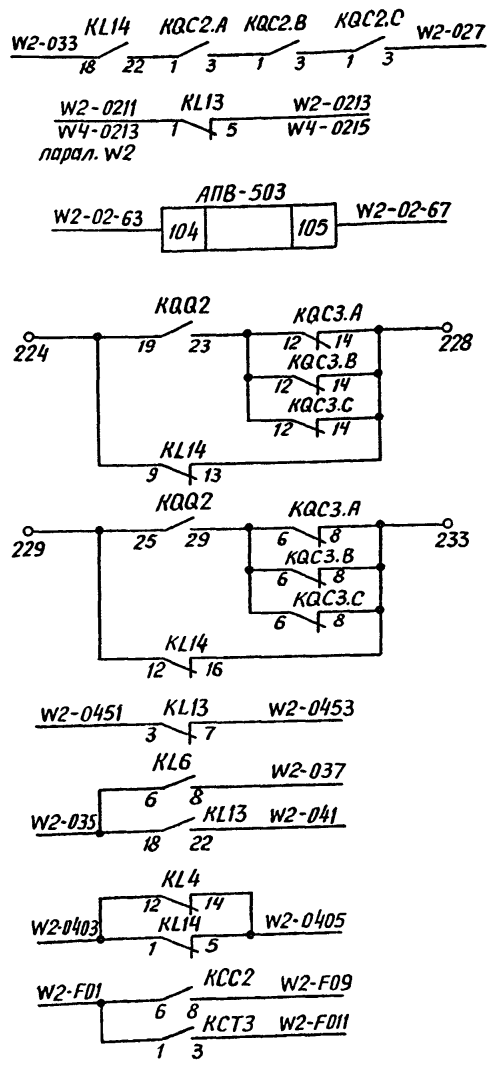 W2-033 KL14 KQC2.A KQC2.B KQC2.C W2-027
18 22 1 3 1 3 1 3
W2-0211 KL13 W2-0213
W4-0213 1 5 W4-0215
парал. W2
АПВ-503
W2-02-63 104 105 W2-02-67
KQQ2 KQC3.A
224 19 23 12 14 228
KQC3.B
12 14
KQC3.C
12 14
KL14
9 13
KQQ2 KQC3.A
229 25 29 6 8 233
KQC3.B
6 8
KQC3.C
6 8
KL14
12 16
W2-0451 KL13 W2-0453
3 7
KL6 W2-037
6 8
W2-035 KL13 W2-041
18 22
KL4
12 14
W2-0403 KL14 W2-0405
1 5
W2-F01 KCC2 W2-F09
6 8
KCT3 W2-F011
1 3